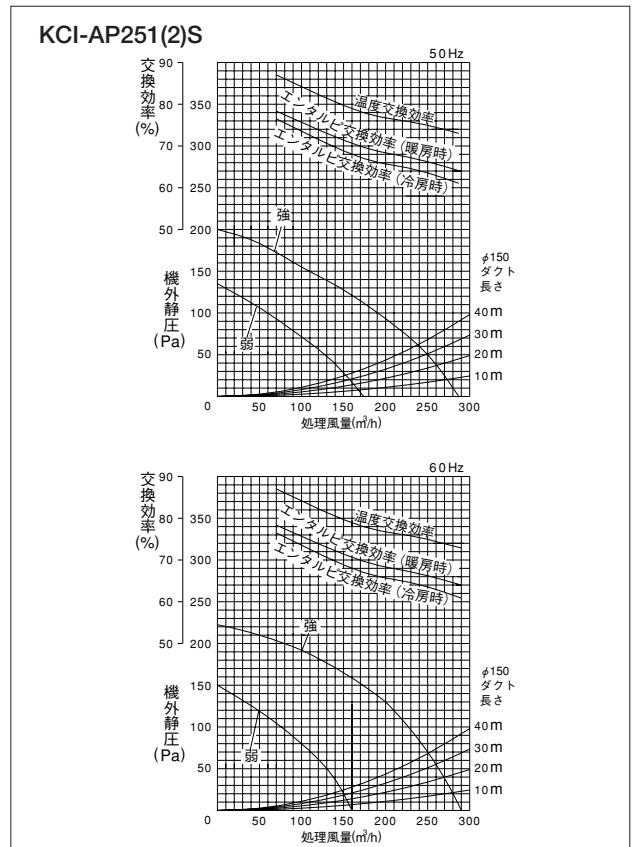 KCI-AP251(2)S
50Hz
交換効率
(%)
90
80
70
60
50
350
300
250
200
150
100
50
0
温度交換効率
エンタルピ交換効率(暖房時)
エンタルピ交換効率(冷房時)
強
弱
機外静圧
(Pa)
φ150
ダクト
長さ
40m
30m
20m
10m
50 100 150 200 250 300
処理風量(m³/h)
60Hz
交換効率
(%)
90
80
70
60
50
350
300
250
200
150
100
50
0
温度交換効率
エンタルピ交換効率(暖房時)
エンタルピ交換効率(冷房時)
強
弱
機外静圧
(Pa)
φ150
ダクト
長さ
40m
30m
20m
10m
50 100 150 200 250 300
処理風量(m³/h)